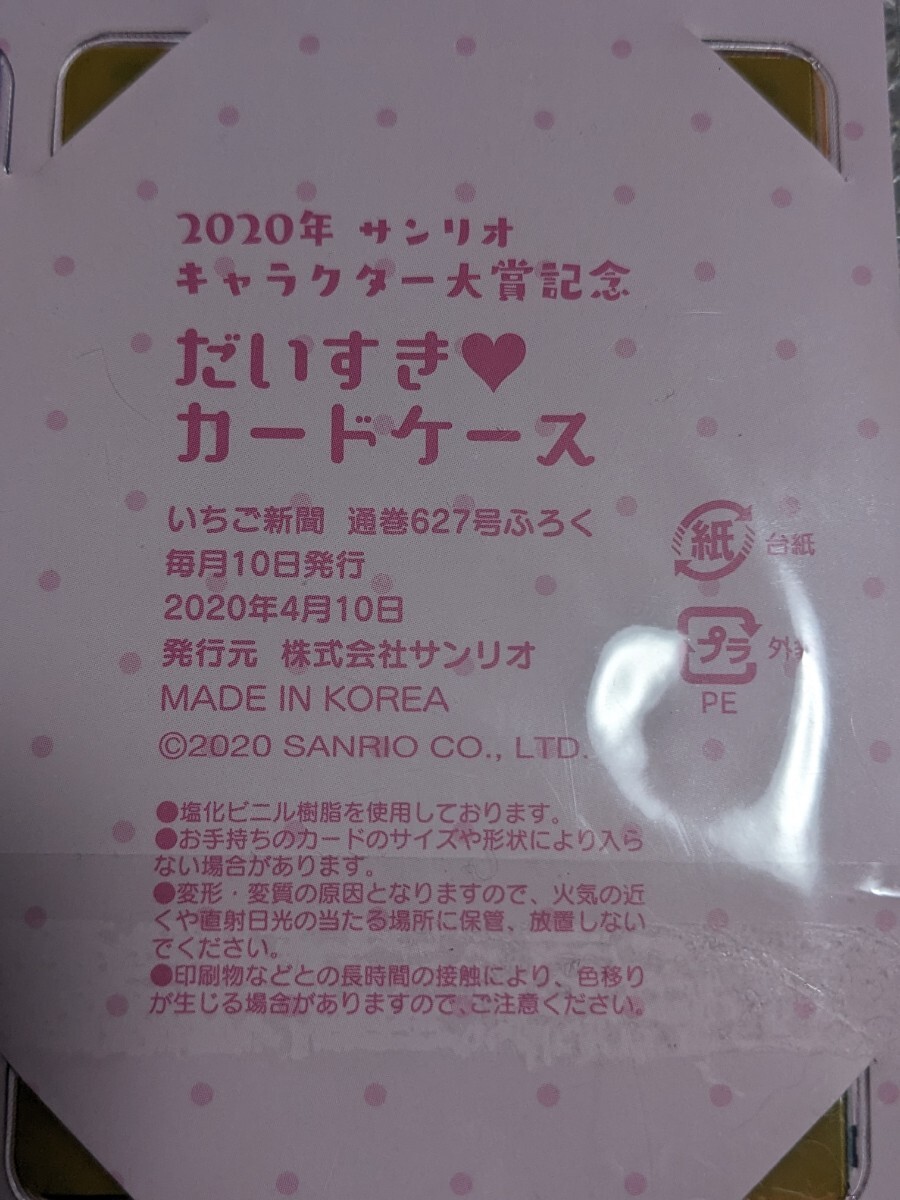 2020年 サンリオ
キャラクター大賞記念
だいすき♥
カードケース
いちご新聞 通巻627号ふろく
毎月10日発行
2020年4月10日
発行元 株式会社サンリオ
MADE IN KOREA
©2020 SANRIO CO., LTD.
紙 台紙
プラ
PE
●塩化ビニル樹脂を使用しております。
●お手持ちのカードのサイズや形状により入ら
ない場合があります。
●変形・変質の原因となりますので、火気の近
くや直射日光の当たる場所に保管、放置しない
でください。
●印刷物などとの長時間の接触により、色移り
が生じる場合がありますので、ご注意ください。